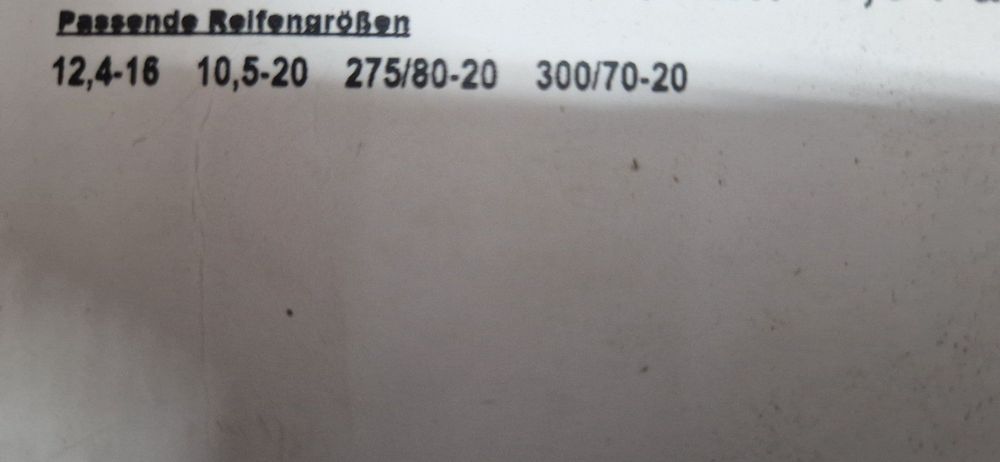 Passende Reifengrößen
12,4-16 10,5-20 275/80-20 300/70-20